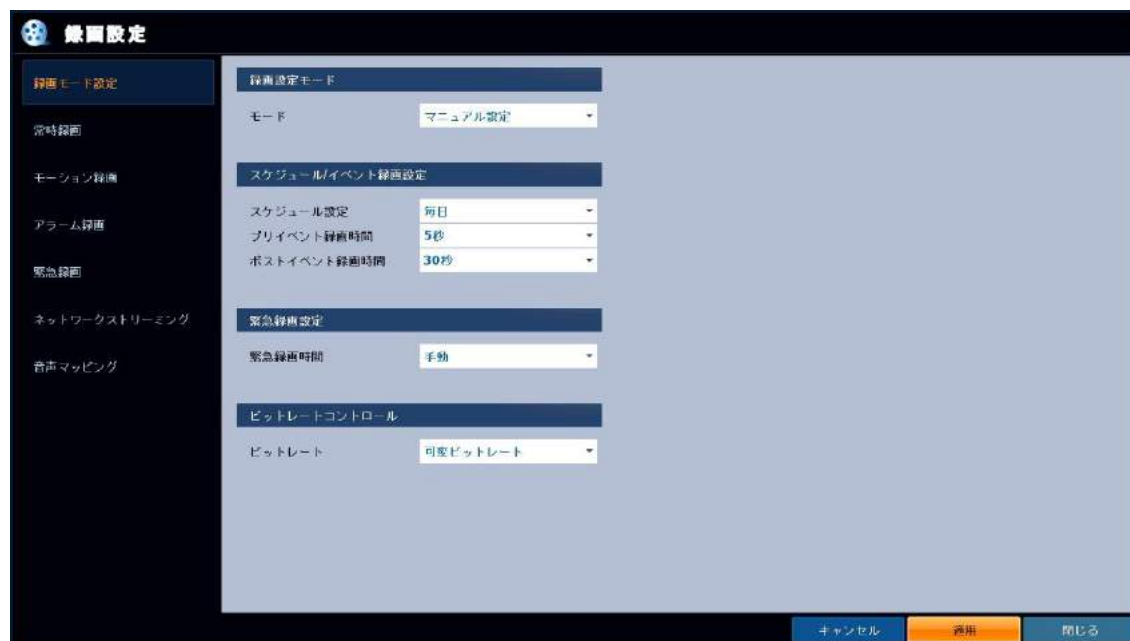 録画設定
録画モード設定
常時録画
モーション録画
アラーム録画
緊急録画
ネットワークストリーミング
音声マッピング
録画設定モード
モード マニュアル設定
スケジュール/イベント録画設定
スケジュール設定 毎日
プリイベント録画時間 5秒
ポストイベント録画時間 30秒
緊急録画設定
緊急録画時間 手動
ビットレートコントロール
ビットレート 可変ビットレート
キャンセル 適用 閉じる